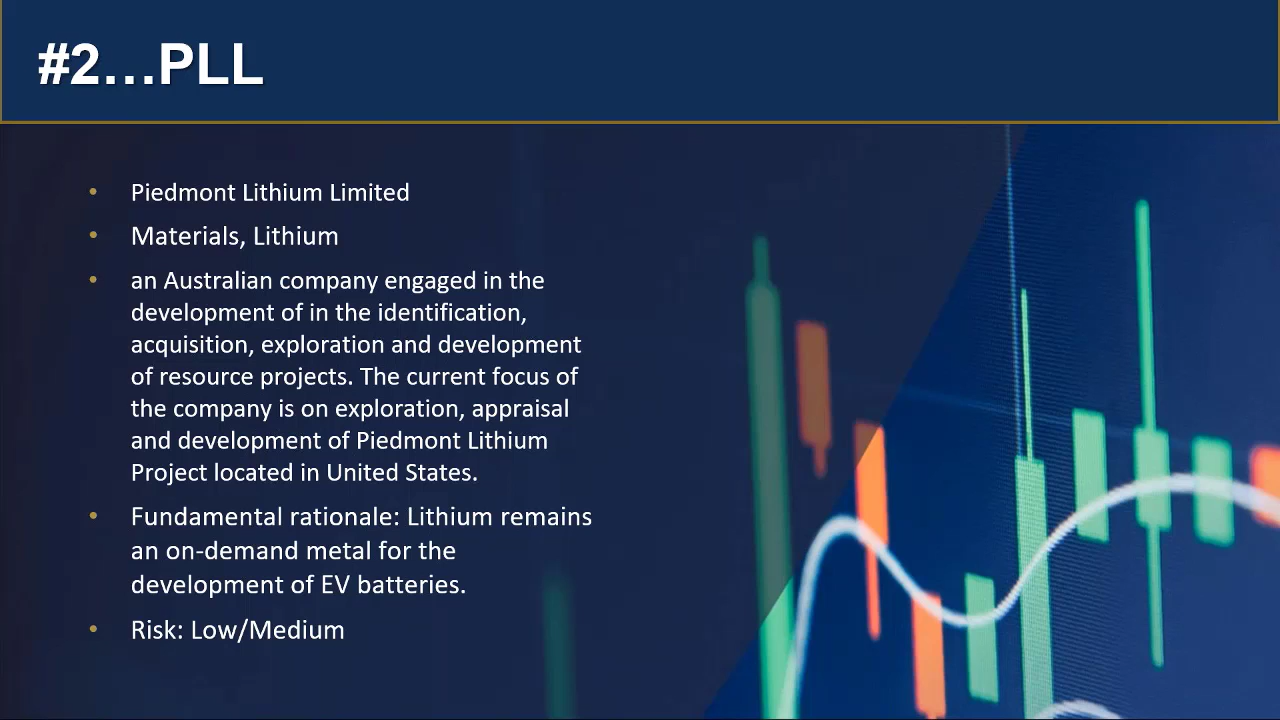 #2…PLL
• Piedmont Lithium Limited
• Materials, Lithium
• an Australian company engaged in the
development of in the identification,
acquisition, exploration and development
of resource projects. The current focus of
the company is on exploration, appraisal
and development of Piedmont Lithium
Project located in United States.
• Fundamental rationale: Lithium remains
an on-demand metal for the
development of EV batteries.
• Risk: Low/Medium